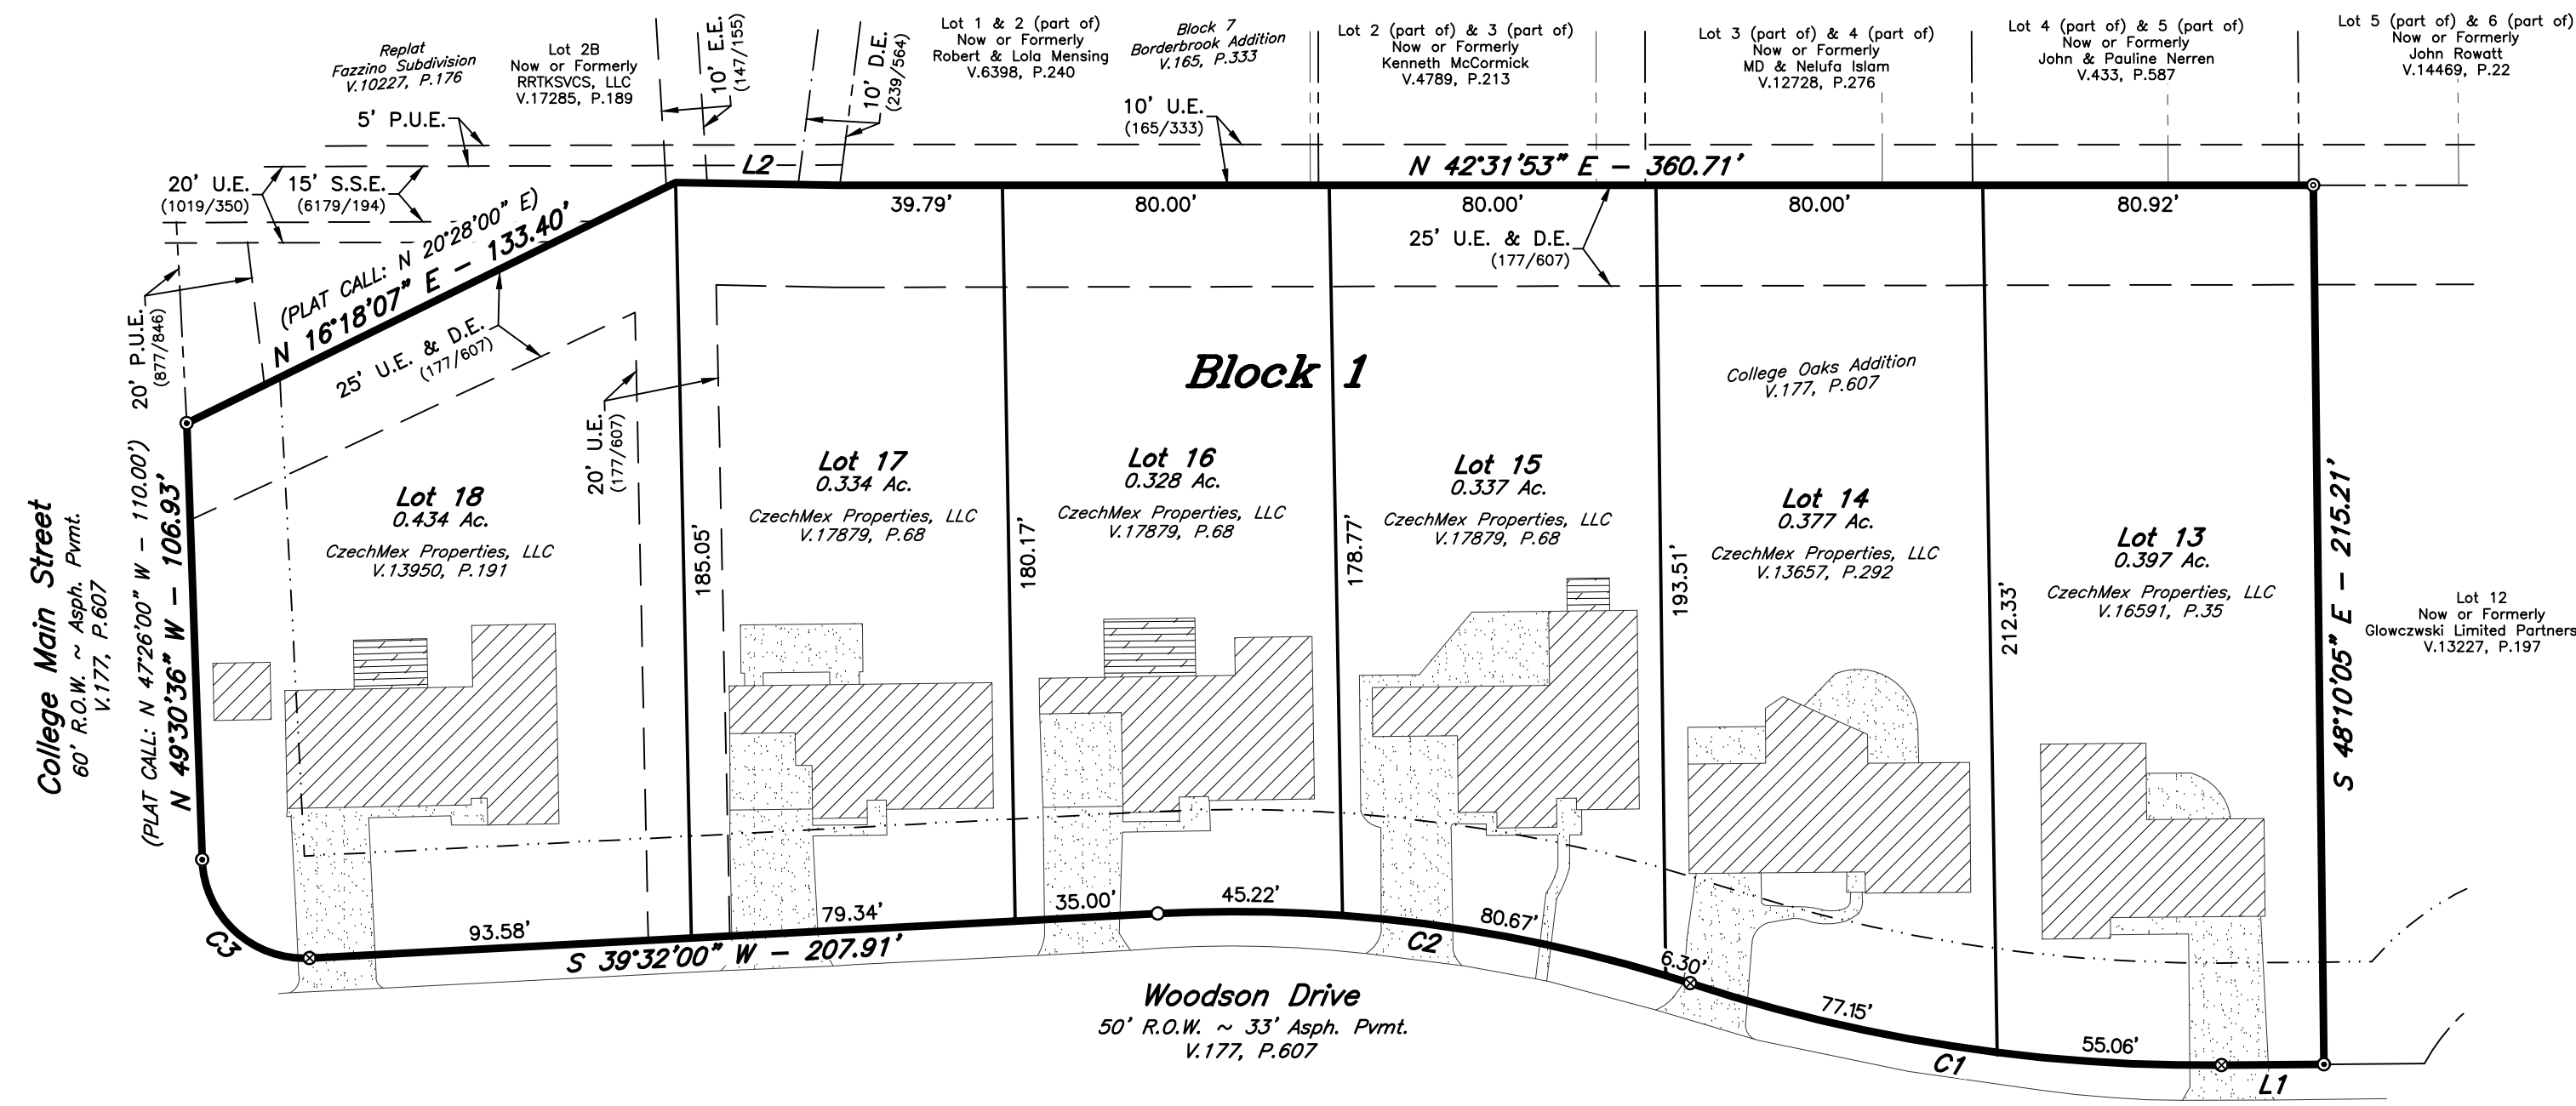 Replat
Fazzino Subdivision
V.10227, P.176
Lot 2B
Now or Formerly
RRTKSVCS, LLC
V.17285, P.189
10' E.E.
(147/155)
10' D.E.
(239/564)
Lot 1 & 2 (part of)
Now or Formerly
Robert & Lola Mensing
V.6398, P.240
Block 7
Borderbrook Addition
V.165, P.333
Lot 2 (part of) & 3 (part of)
Now or Formerly
Kenneth McCormick
V.4789, P.213
Lot 3 (part of) & 4 (part of)
Now or Formerly
MD & Nelufa Islam
V.12728, P.276
Lot 4 (part of) & 5 (part of)
Now or Formerly
John & Pauline Nerren
V.433, P.587
Lot 5 (part of) & 6 (part of)
Now or Formerly
John Rowatt
V.14469, P.22
5' P.U.E.
10' U.E.
(165/333)
20' U.E.
(1019/350)
15' S.S.E.
(6179/194)
L2
N 42°31'53" E - 360.71'
39.79'
80.00'
80.00'
80.00'
80.92'
(PLAT CALL: N 20°28'00" E)
N 16°18'07" E - 133.40'
25' U.E. & D.E.
(177/607)
25' U.E. & D.E.
(177/607)
20' P.U.E.
(877/846)
20' U.E.
(177/607)
Block 1
College Oaks Addition
V.177, P.607
College Main Street
60' R.O.W. ~ Asph. Pvmt.
V.177, P.607
(PLAT CALL: N 47°26'00" W - 110.00')
N 49°30'36" W - 106.93'
Lot 18
0.434 Ac.
CzechMex Properties, LLC
V.13950, P.191
185.05'
Lot 17
0.334 Ac.
CzechMex Properties, LLC
V.17879, P.68
180.17'
Lot 16
0.328 Ac.
CzechMex Properties, LLC
V.17879, P.68
178.77'
Lot 15
0.337 Ac.
CzechMex Properties, LLC
V.17879, P.68
193.51'
Lot 14
0.377 Ac.
CzechMex Properties, LLC
V.13657, P.292
212.33'
Lot 13
0.397 Ac.
CzechMex Properties, LLC
V.16591, P.35
S 48°10'05" E - 215.21'
Lot 12
Now or Formerly
Glowczwski Limited Partners
V.13227, P.197
C3
93.58'
79.34'
35.00'
45.22'
80.67'
6.30'
77.15'
55.06'
S 39°32'00" W - 207.91'
C2
C1
L1
Woodson Drive
50' R.O.W. ~ 33' Asph. Pvmt.
V.177, P.607